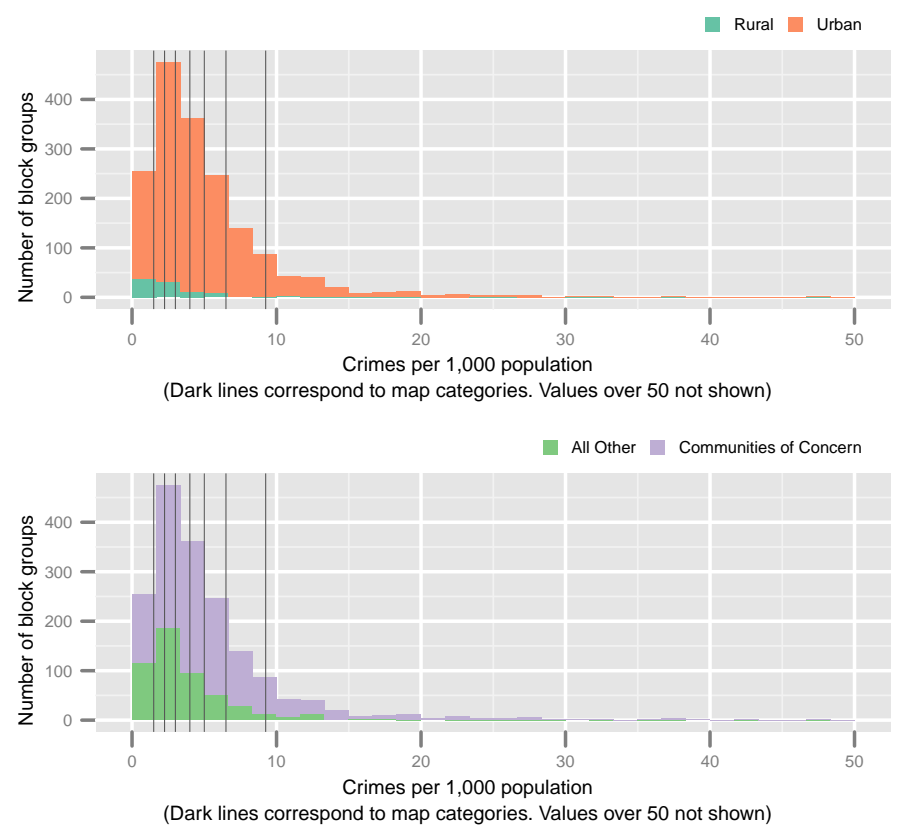 Rural Urban
400
300
200
100
0
Number of block groups
0 10 20 30 40 50
Crimes per 1,000 population
(Dark lines correspond to map categories. Values over 50 not shown)
All Other Communities of Concern
400
300
200
100
0
Number of block groups
0 10 20 30 40 50
Crimes per 1,000 population
(Dark lines correspond to map categories. Values over 50 not shown)